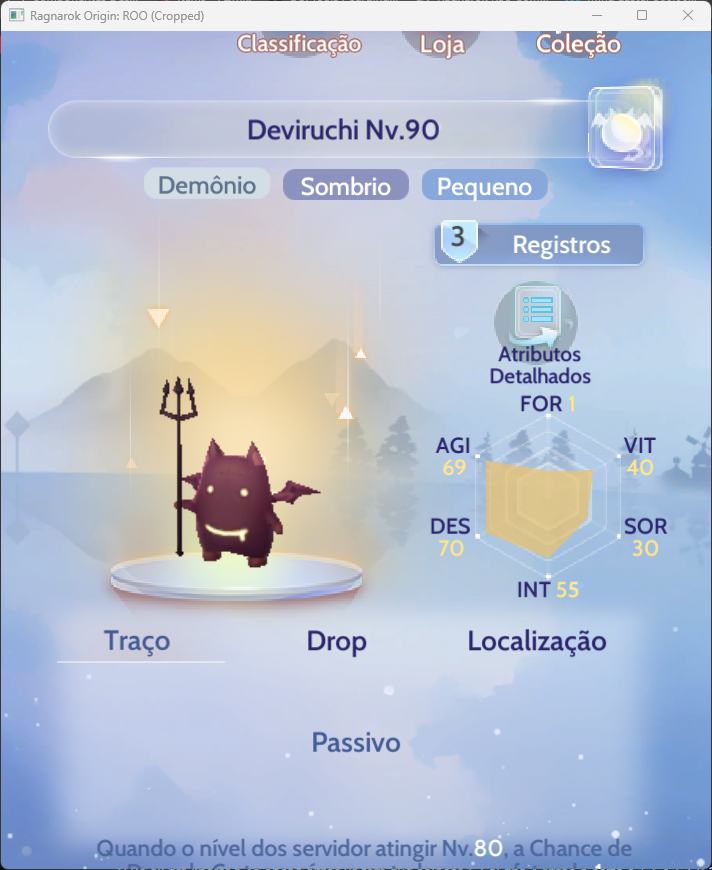 Ragnarok Origin: ROO (Cropped)
Classificação Loja Coleção
Deviruchi Nv.90
Demônio Sombrio Pequeno
3 Registros
Atributos
Detalhados
FOR 1
AGI VIT
69 40
DES SOR
70 30
INT 55
Traço Drop Localização
Passivo
Quando o nível dos servidor atingir Nv.80, a Chance de